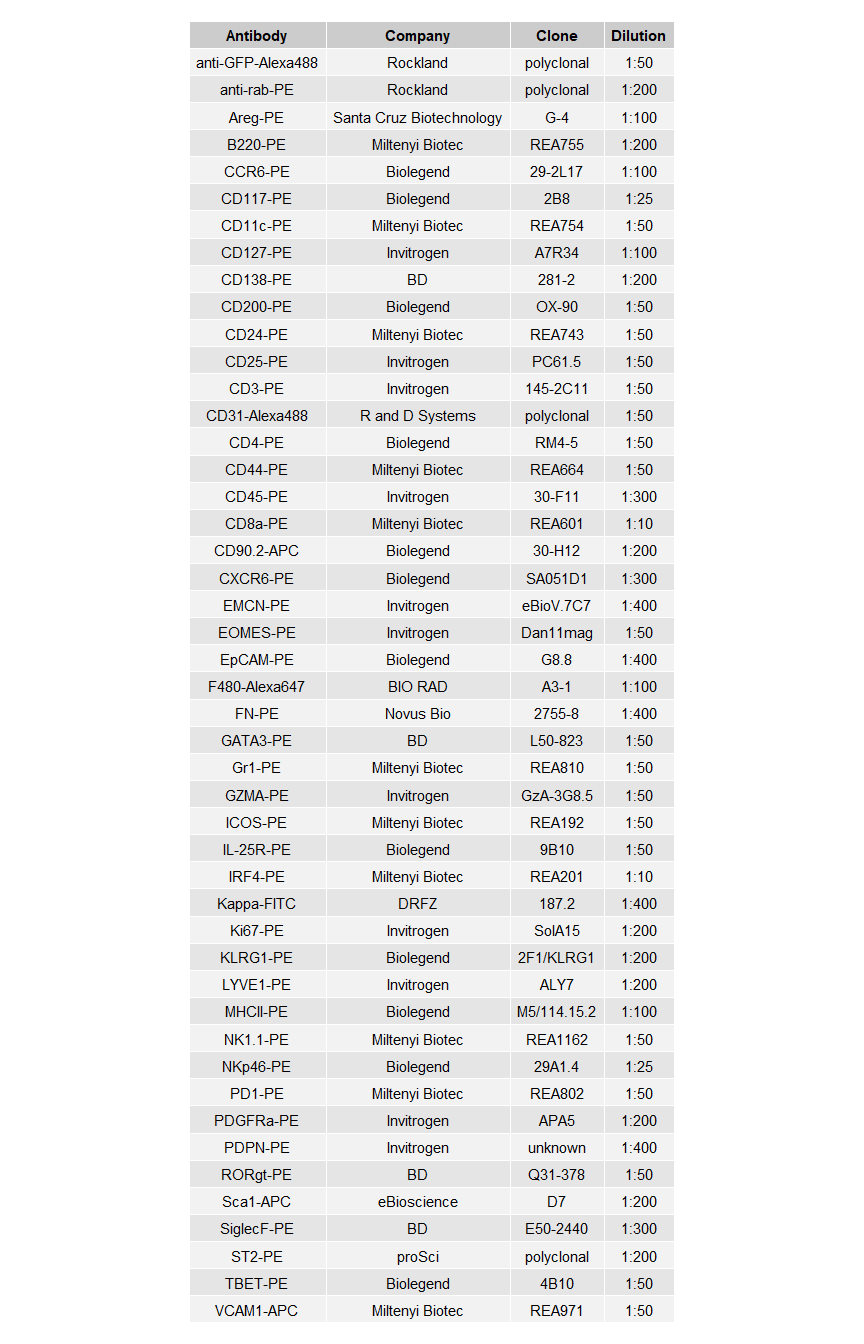 Antibody Company Clone Dilution
anti-GFP-Alexa488 Rockland polyclonal 1:50
anti-rab-PE Rockland polyclonal 1:200
Areg-PE Santa Cruz Biotechnology G-4 1:100
B220-PE Miltenyi Biotec REA755 1:200
CCR6-PE Biolegend 29-2L17 1:100
CD117-PE Biolegend 2B8 1:25
CD11c-PE Miltenyi Biotec REA754 1:50
CD127-PE Invitrogen A7R34 1:100
CD138-PE BD 281-2 1:200
CD200-PE Biolegend OX-90 1:50
CD24-PE Miltenyi Biotec REA743 1:50
CD25-PE Invitrogen PC61.5 1:50
CD3-PE Invitrogen 145-2C11 1:50
CD31-Alexa488 R and D Systems polyclonal 1:50
CD4-PE Biolegend RM4-5 1:50
CD44-PE Miltenyi Biotec REA664 1:50
CD45-PE Invitrogen 30-F11 1:300
CD8a-PE Miltenyi Biotec REA601 1:10
CD90.2-APC Biolegend 30-H12 1:200
CXCR6-PE Biolegend SA051D1 1:300
EMCN-PE Invitrogen eBioV.7C7 1:400
EOMES-PE Invitrogen Dan11mag 1:50
EpCAM-PE Biolegend G8.8 1:400
F480-Alexa647 BIO RAD A3-1 1:100
FN-PE Novus Bio 2755-8 1:400
GATA3-PE BD L50-823 1:50
Gr1-PE Miltenyi Biotec REA810 1:50
GZMA-PE Invitrogen GzA-3G8.5 1:50
ICOS-PE Miltenyi Biotec REA192 1:50
IL-25R-PE Biolegend 9B10 1:50
IRF4-PE Miltenyi Biotec REA201 1:10
Kappa-FITC DRFZ 187.2 1:400
Ki67-PE Invitrogen SolA15 1:200
KLRG1-PE Biolegend 2F1/KLRG1 1:200
LYVE1-PE Invitrogen ALY7 1:200
MHCII-PE Biolegend M5/114.15.2 1:100
NK1.1-PE Miltenyi Biotec REA1162 1:50
NKp46-PE Biolegend 29A1.4 1:25
PD1-PE Miltenyi Biotec REA802 1:50
PDGFRa-PE Invitrogen APA5 1:200
PDPN-PE Invitrogen unknown 1:400
RORgt-PE BD Q31-378 1:50
Sca1-APC eBioscience D7 1:200
SiglecF-PE BD E50-2440 1:300
ST2-PE proSci polyclonal 1:200
TBET-PE Biolegend 4B10 1:50
VCAM1-APC Miltenyi Biotec REA971 1:50